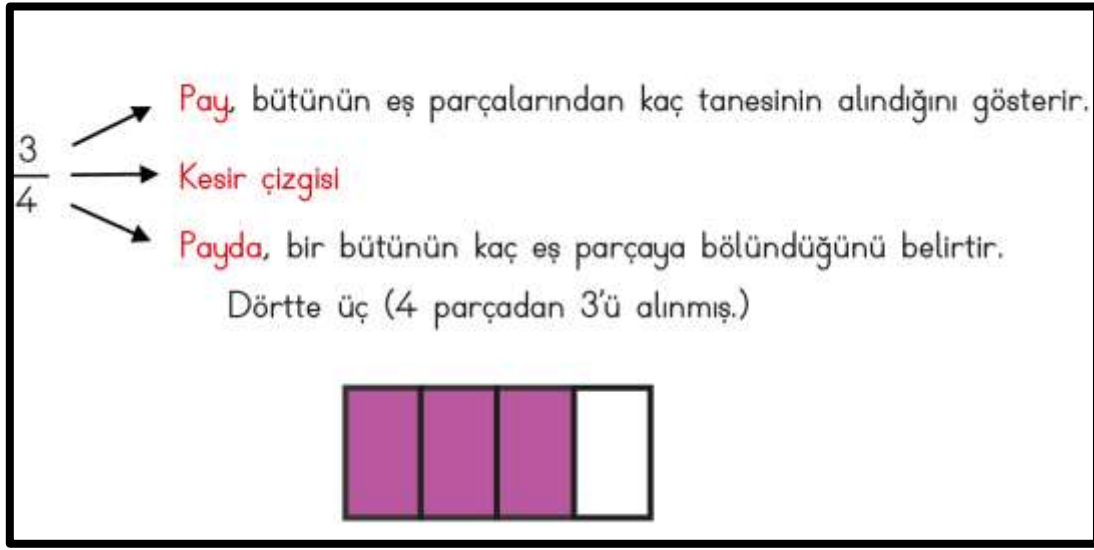 Pay, bütünün eş parçalarından kaç tanesinin alındığını gösterir.
3
Kesir çizgisi
4
Payda, bir bütünün kaç eş parçaya bölündüğünü belirtir.
Dörtte üç (4 parçadan 3'ü alınmış.)